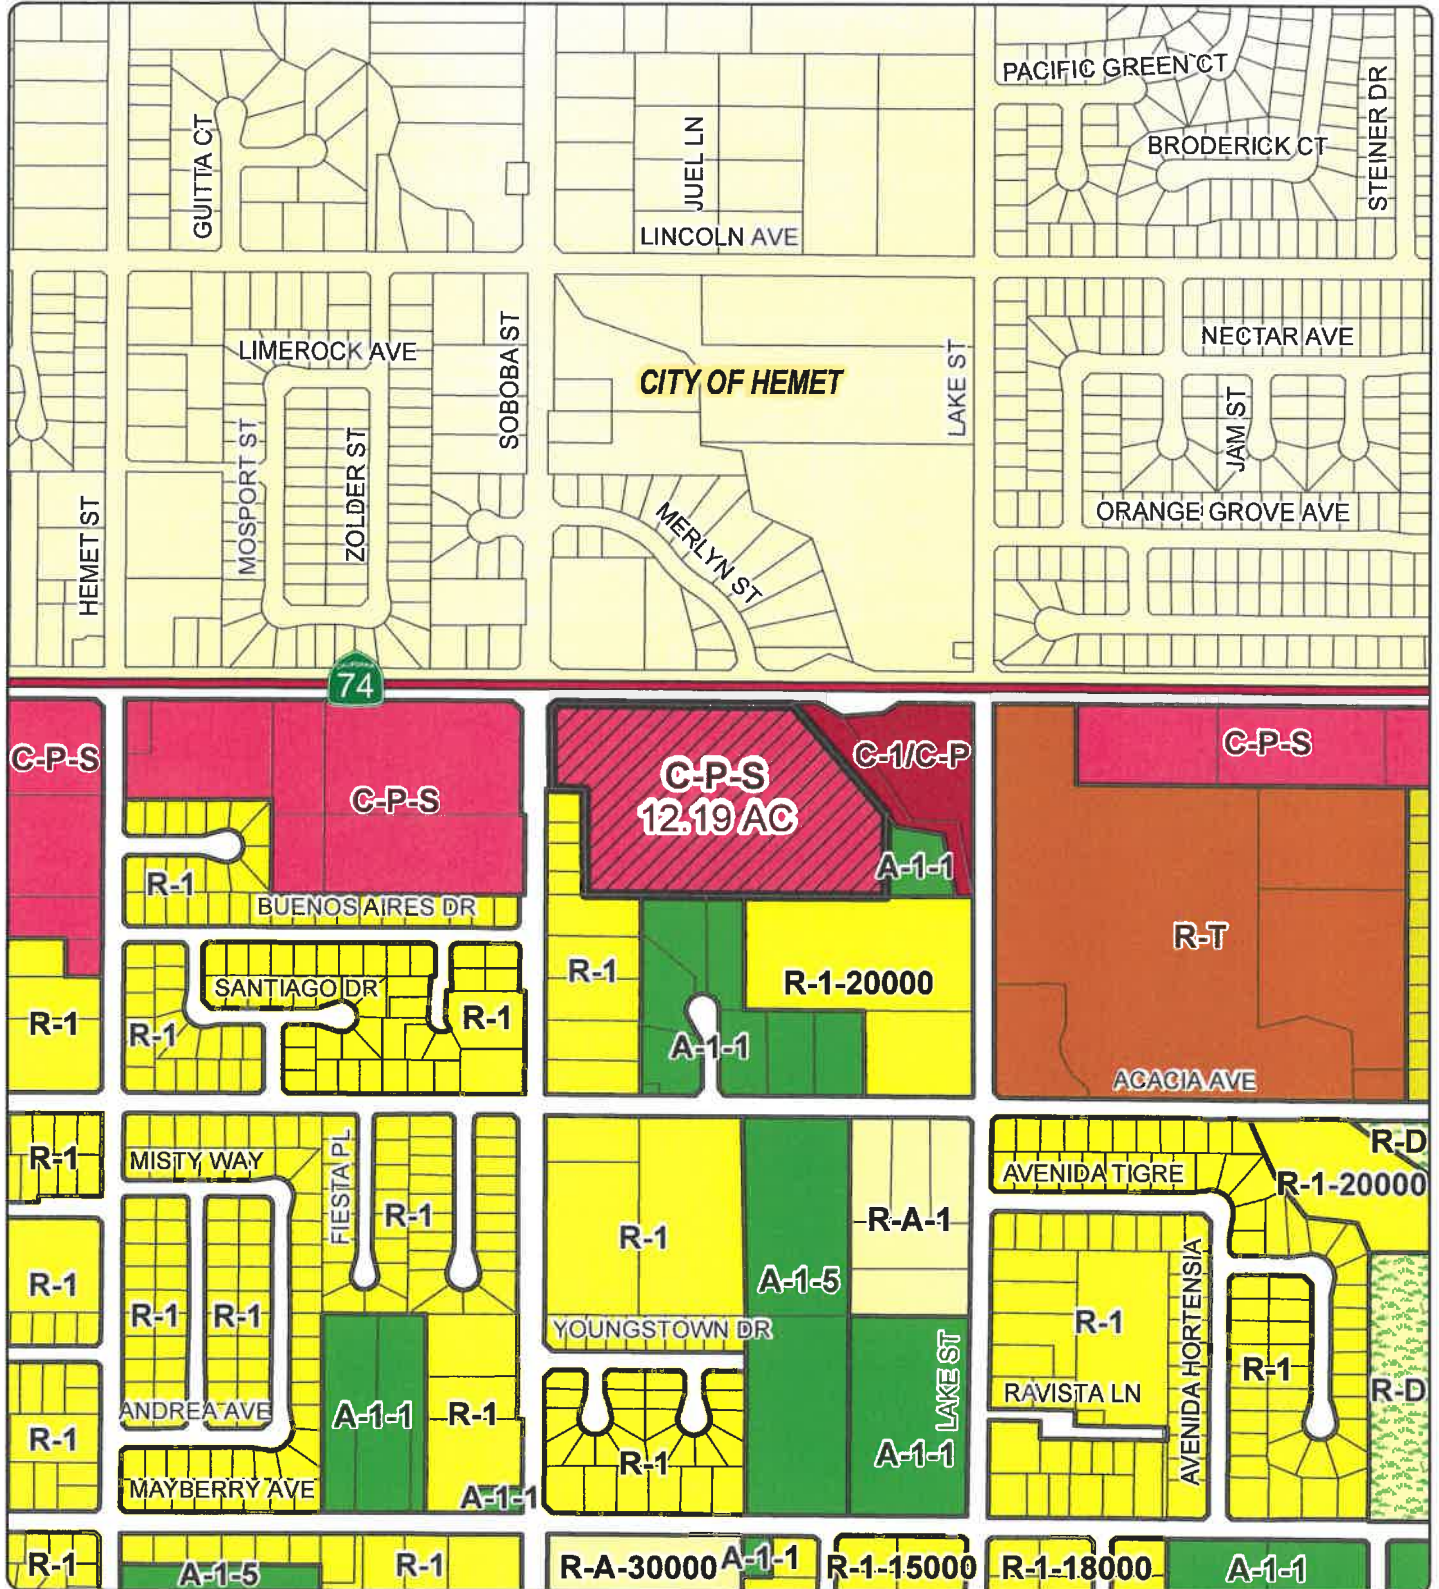 PACIFIC GREEN CT
GUITTA CT
JUEL LN
BRODERICK CT
STEINER DR
LINCOLN AVE
LIMEROCK AVE
SOBOBA ST
CITY OF HEMET
LAKE ST
NECTAR AVE
MOSPORT ST
ZOLDER ST
JAM ST
HEMET ST
MERLYN ST
ORANGE GROVE AVE
CALIFORNIA
74
C-P-S
C-P-S
C-P-S
12.19 AC
C-1/C-P
C-P-S
A-1-1
R-1
BUENOS AIRES DR
R-T
R-1
R-1-20000
SANTIAGO DR
R-1
R-1
R-1
A-1-1
ACACIA AVE
R-1
MISTY WAY
FIESTA PL
R-1
R-A-1
AVENIDA TIGRE
R-D
R-1-20000
R-1
R-1
R-1
R-1
A-1-5
R-1
AVENIDA HORTENSIA
YOUNGSTOWN DR
R-1
R-D
RAVISTA LN
LAKE ST
ANDREA AVE
A-1-1
R-1
R-1
R-1
A-1-1
MAYBERRY AVE
A-1-1
R-1
A-1-5
R-1
R-A-30000
A-1-1
R-1-15000
R-1-18000
A-1-1